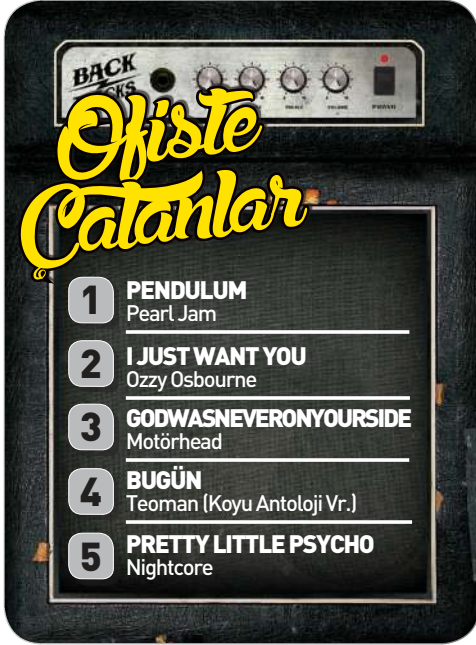 BACK
Ofiste
Çalanlar
1 PENDULUM
Pearl Jam
2 I JUST WANT YOU
Ozzy Osbourne
3 GODWASNEVERONYOURSIDE
Motörhead
4 BUGÜN
Teoman (Koyu Antoloji Vr.)
5 PRETTY LITTLE PSYCHO
Nightcore